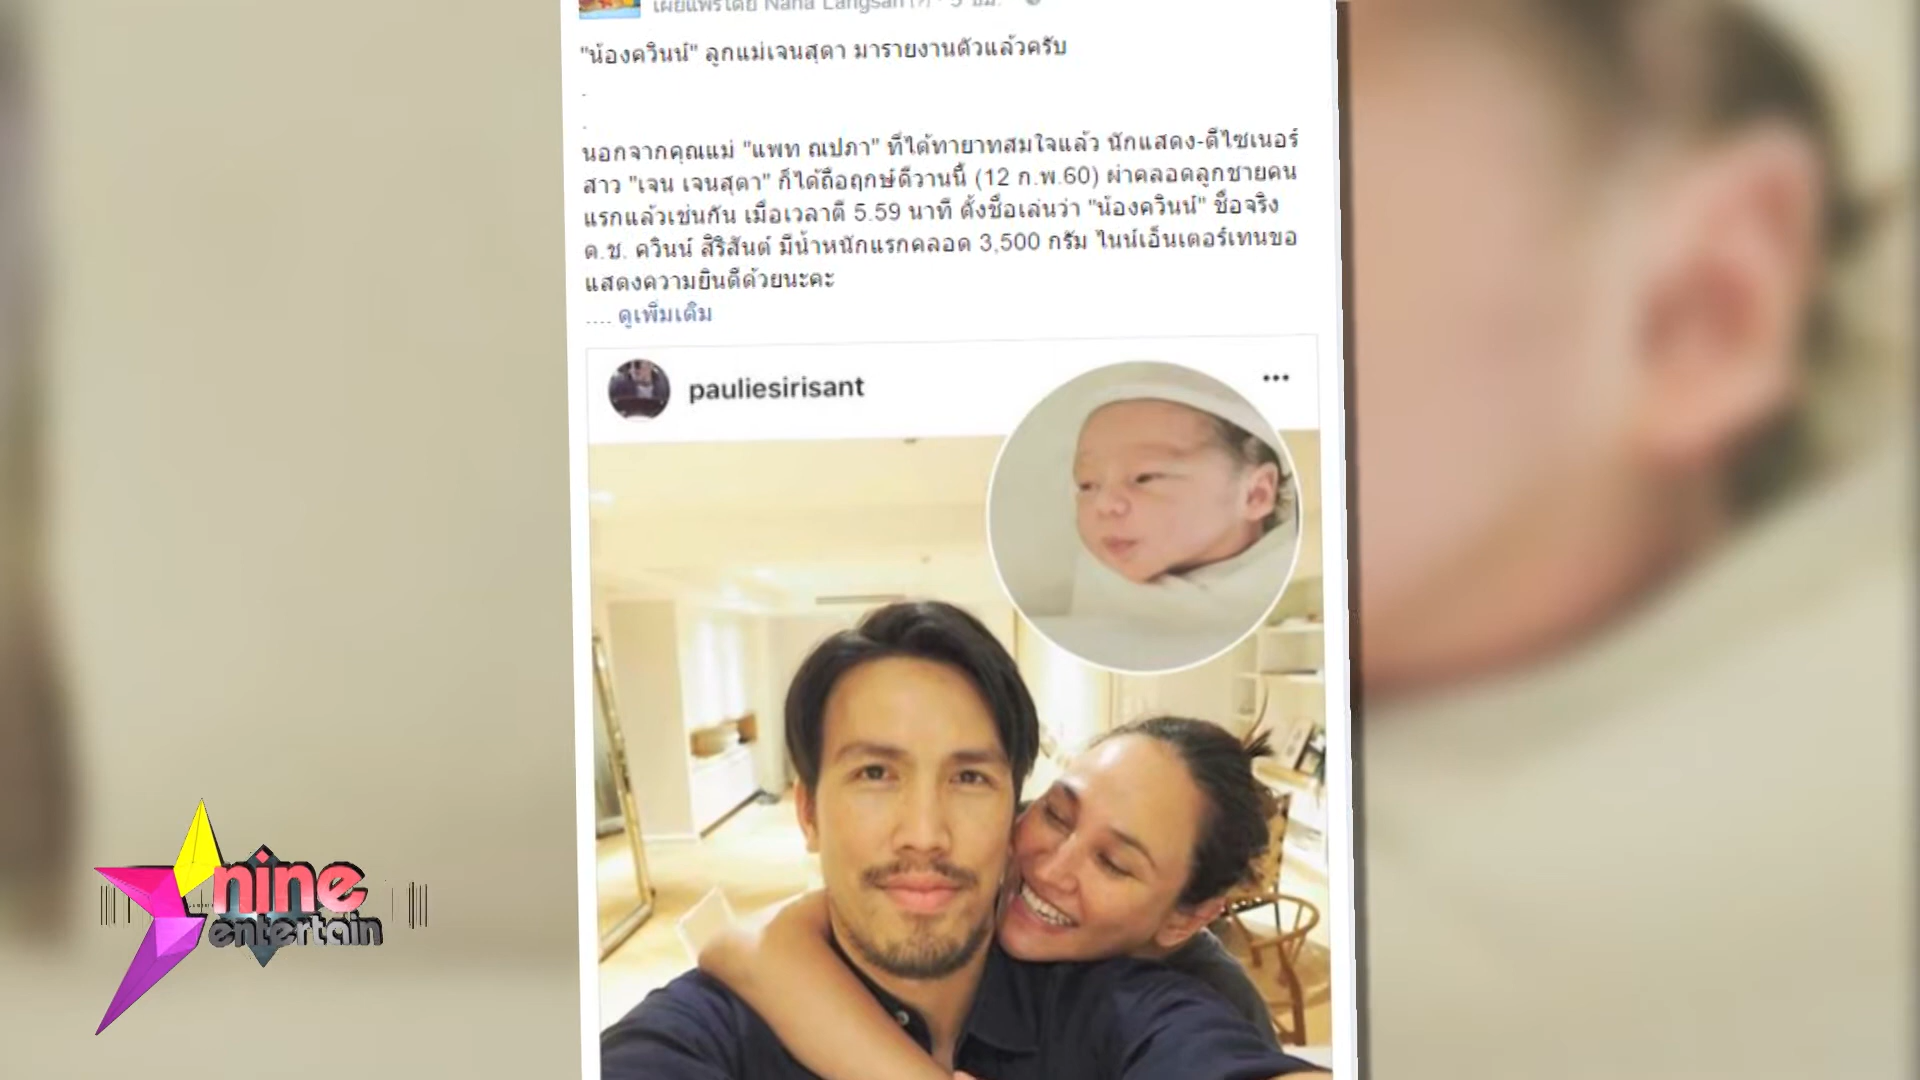 เผยแพร่โดย Nana Langsan
"น้องควินน์" ลูกแม่เจนสุดา มารายงานตัวแล้วครับ
.
.
นอกจากคุณแม่ "แพท ณปภา" ที่ได้ทายาทสมใจแล้ว นักแสดง-ดีไซเนอร์
สาว "เจน เจนสุดา" ก็ได้ถือฤกษ์ดีวานนี้ (12 ก.พ.60) ผ่าคลอดลูกชายคน
แรกแล้วเช่นกัน เมื่อเวลาตี 5.59 นาที ตั้งชื่อเล่นว่า "น้องควินน์" ชื่อจริง
ด.ช. ควินน์ สิริสันต์ มีน้ำหนักแรกคลอด 3,500 กรัม ไนน์เอ็นเตอร์เทนขอ
แสดงความยินดีด้วยนะคะ
.... ดูเพิ่มเติม
pauliesirisant
nine
entertain